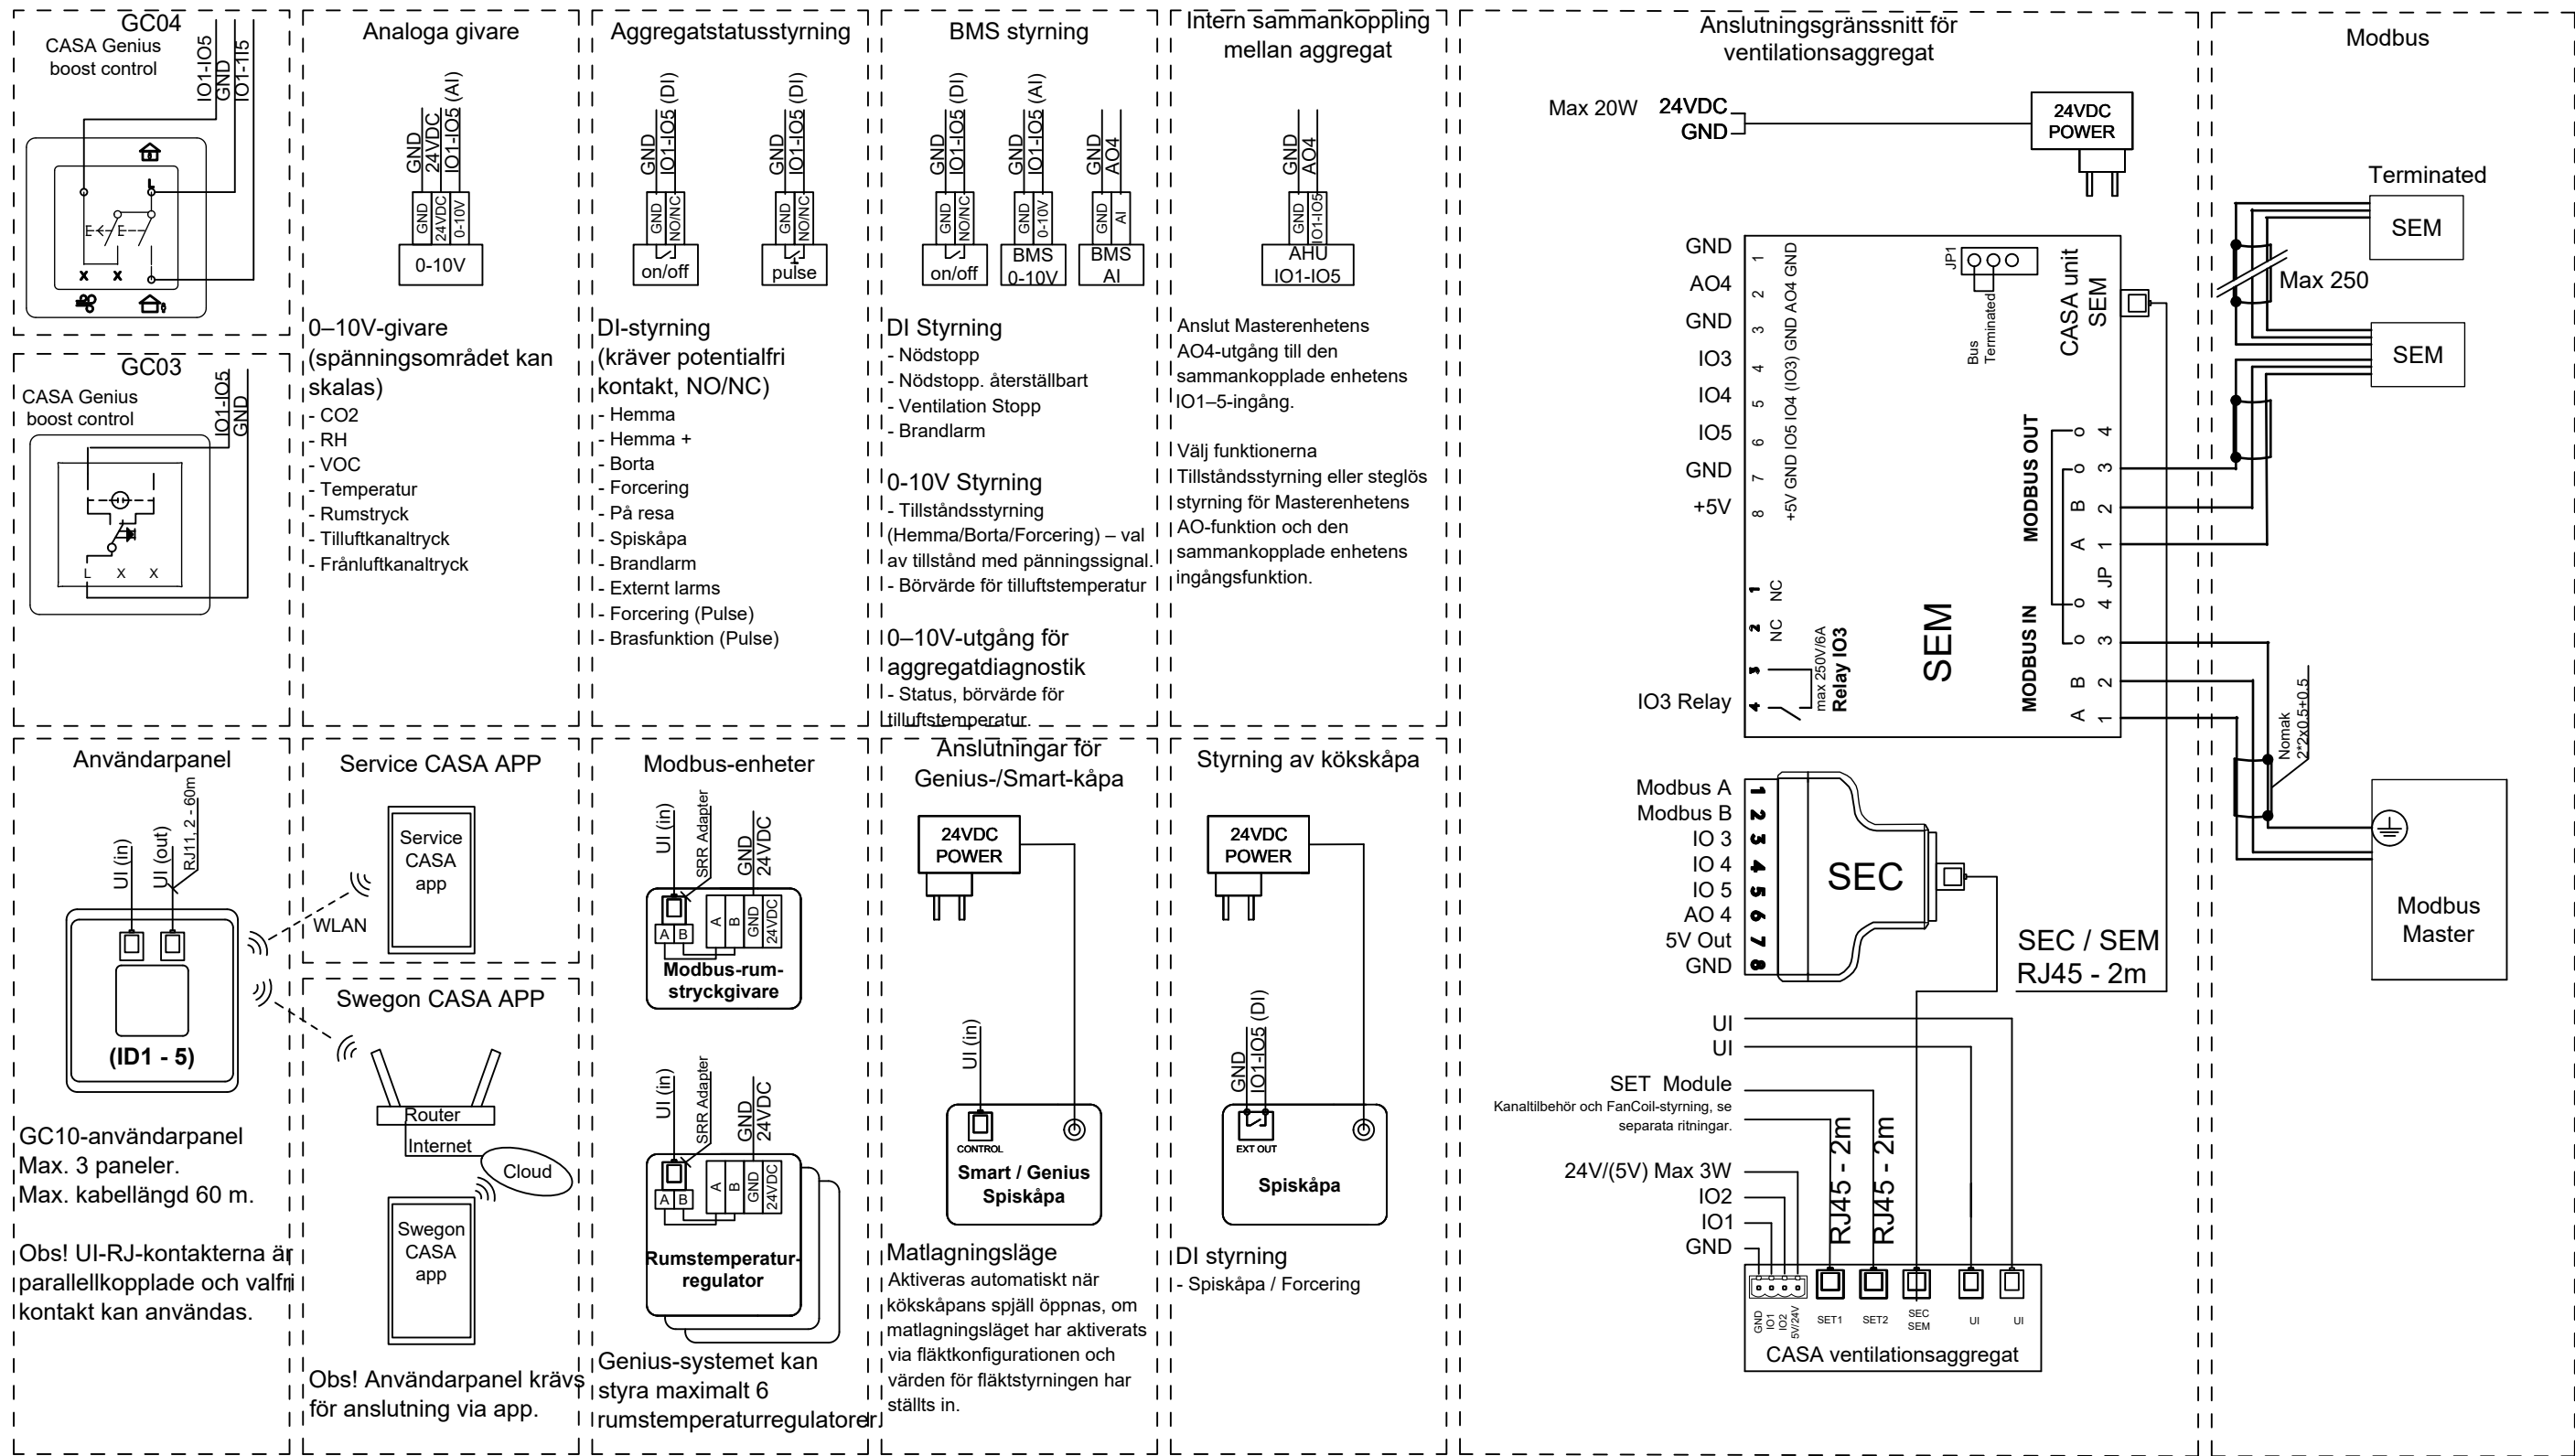 GC04
CASA Genius
boost control
IO1-IO5
GND
IO1-1I5
L
E
E
x
x
GC03
CASA Genius
boost control
IO1-IO5
GND
L
X
X
Analoga givare
GND
24VDC
IO1-IO5 (AI)
GND
24VDC
0-10V
0-10V
0–10V-givare
(spänningsområdet kan
skalas)
- CO2
- RH
- VOC
- Temperatur
- Rumstryck
- Tilluftkanaltryck
- Frånluftkanaltryck
Aggregatstatusstyrning
GND
IO1-IO5 (DI)
GND
NO/NC
on/off
GND
IO1-IO5 (DI)
GND
NO/NC
pulse
DI-styrning
(kräver potentialfri
kontakt, NO/NC)
- Hemma
- Hemma +
- Borta
- Forcering
- På resa
- Spiskåpa
- Brandlarm
- Externt larms
- Forcering (Pulse)
- Brasfunktion (Pulse)
BMS styrning
GND
IO1-IO5 (DI)
GND
NO/NC
on/off
GND
IO1-IO5 (AI)
GND
0-10V
BMS
0-10V
GND
AO4
GND
AI
BMS
AI
DI Styrning
- Nödstopp
- Nödstopp. återställbart
- Ventilation Stopp
- Brandlarm
0-10V Styrning
- Tillståndsstyrning
(Hemma/Borta/Forcering) – val
av tillstånd med pänningssignal.
- Börvärde för tilluftstemperatur
0–10V-utgång för
aggregatdiagnostik
- Status, börvärde för
tilluftstemperatur.
Intern sammankoppling
mellan aggregat
GND
AO4
GND
IO1-IO5
AHU
IO1-IO5
Anslut Masterenhetens
AO4-utgång till den
sammankopplade enhetens
IO1–5-ingång.
Välj funktionerna
Tillståndsstyrning eller steglös
styrning för Masterenhetens
AO-funktion och den
sammankopplade enhetens
ingångsfunktion.
Anslutningsgränssnitt för
ventilationsaggregat
Max 20W
24VDC
GND
24VDC
POWER
GND
AO4
GND
IO3
IO4
IO5
GND
+5V
1
2
3
4
5
6
7
8
+5V GND IO5 IO4 (IO3) GND AO4 GND
JP1
Bus
Terminated
CASA unit
SEM
MODBUS OUT
4
3
B 2
A 1
JP
MODBUS IN
4
3
B 2
A 1
SEM
1 NC
2 NC
3
4
max 250V/6A
Relay IO3
IO3 Relay
Modbus A
Modbus B
IO 3
IO 4
IO 5
AO 4
5V Out
GND
1
2
3
4
5
6
7
8
SEC
SEC / SEM
RJ45 - 2m
UI
UI
SET Module
Kanaltilbehör och FanCoil-styrning, se
separata ritningar.
RJ45 - 2m
RJ45 - 2m
24V/(5V) Max 3W
IO2
IO1
GND
GND
IO1
IO2
5V/24V
SET1
SET2
SEC
SEM
UI
UI
CASA ventilationsaggregat
Modbus
Terminated
SEM
Max 250
SEM
Nomak
2*2x0.5+0.5
Modbus
Master
Användarpanel
UI (in)
UI (out)
RJ11, 2 - 60m
(ID1 - 5)
GC10-användarpanel
Max. 3 paneler.
Max. kabellängd 60 m.
Obs! UI-RJ-kontakterna är
parallellkopplade och valfri
kontakt kan användas.
Service CASA APP
Service
CASA
app
WLAN
Swegon CASA APP
Router
Internet
Cloud
Swegon
CASA
app
Obs! Användarpanel krävs
för anslutning via app.
Modbus-enheter
UI (in)
SRR Adapter
GND
24VDC
A B
A
B
GND
24VDC
Modbus-rum-
stryckgivare
UI (in)
SRR Adapter
GND
24VDC
A B
A
B
GND
24VDC
Rumstemperatur-
regulator
Genius-systemet kan
styra maximalt 6
rumstemperaturregulatorer.
Anslutningar för
Genius-/Smart-kåpa
24VDC
POWER
UI (in)
CONTROL
Smart / Genius
Spiskåpa
Matlagningsläge
Aktiveras automatiskt när
kökskåpans spjäll öppnas, om
matlagningsläget har aktiverats
via fläktkonfigurationen och
värden för fläktstyrningen har
ställts in.
Styrning av kökskåpa
24VDC
POWER
GND
IO1-IO5 (DI)
EXT OUT
Spiskåpa
DI styrning
- Spiskåpa / Forcering